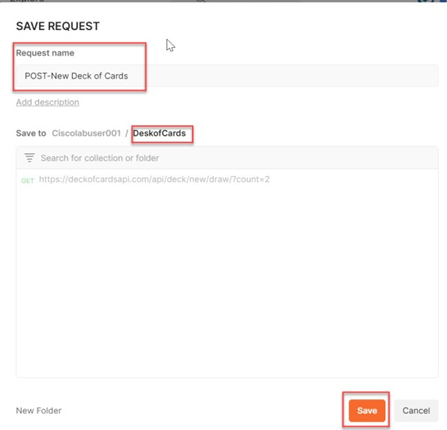 SAVE REQUEST
Request name
POST-New Deck of Cards
Add description
Save to Ciscolabuser001 / DeskofCards
Search for collection or folder
GET https://deckofcardsapi.com/api/deck/new/draw/?count=2
New Folder Save Cancel